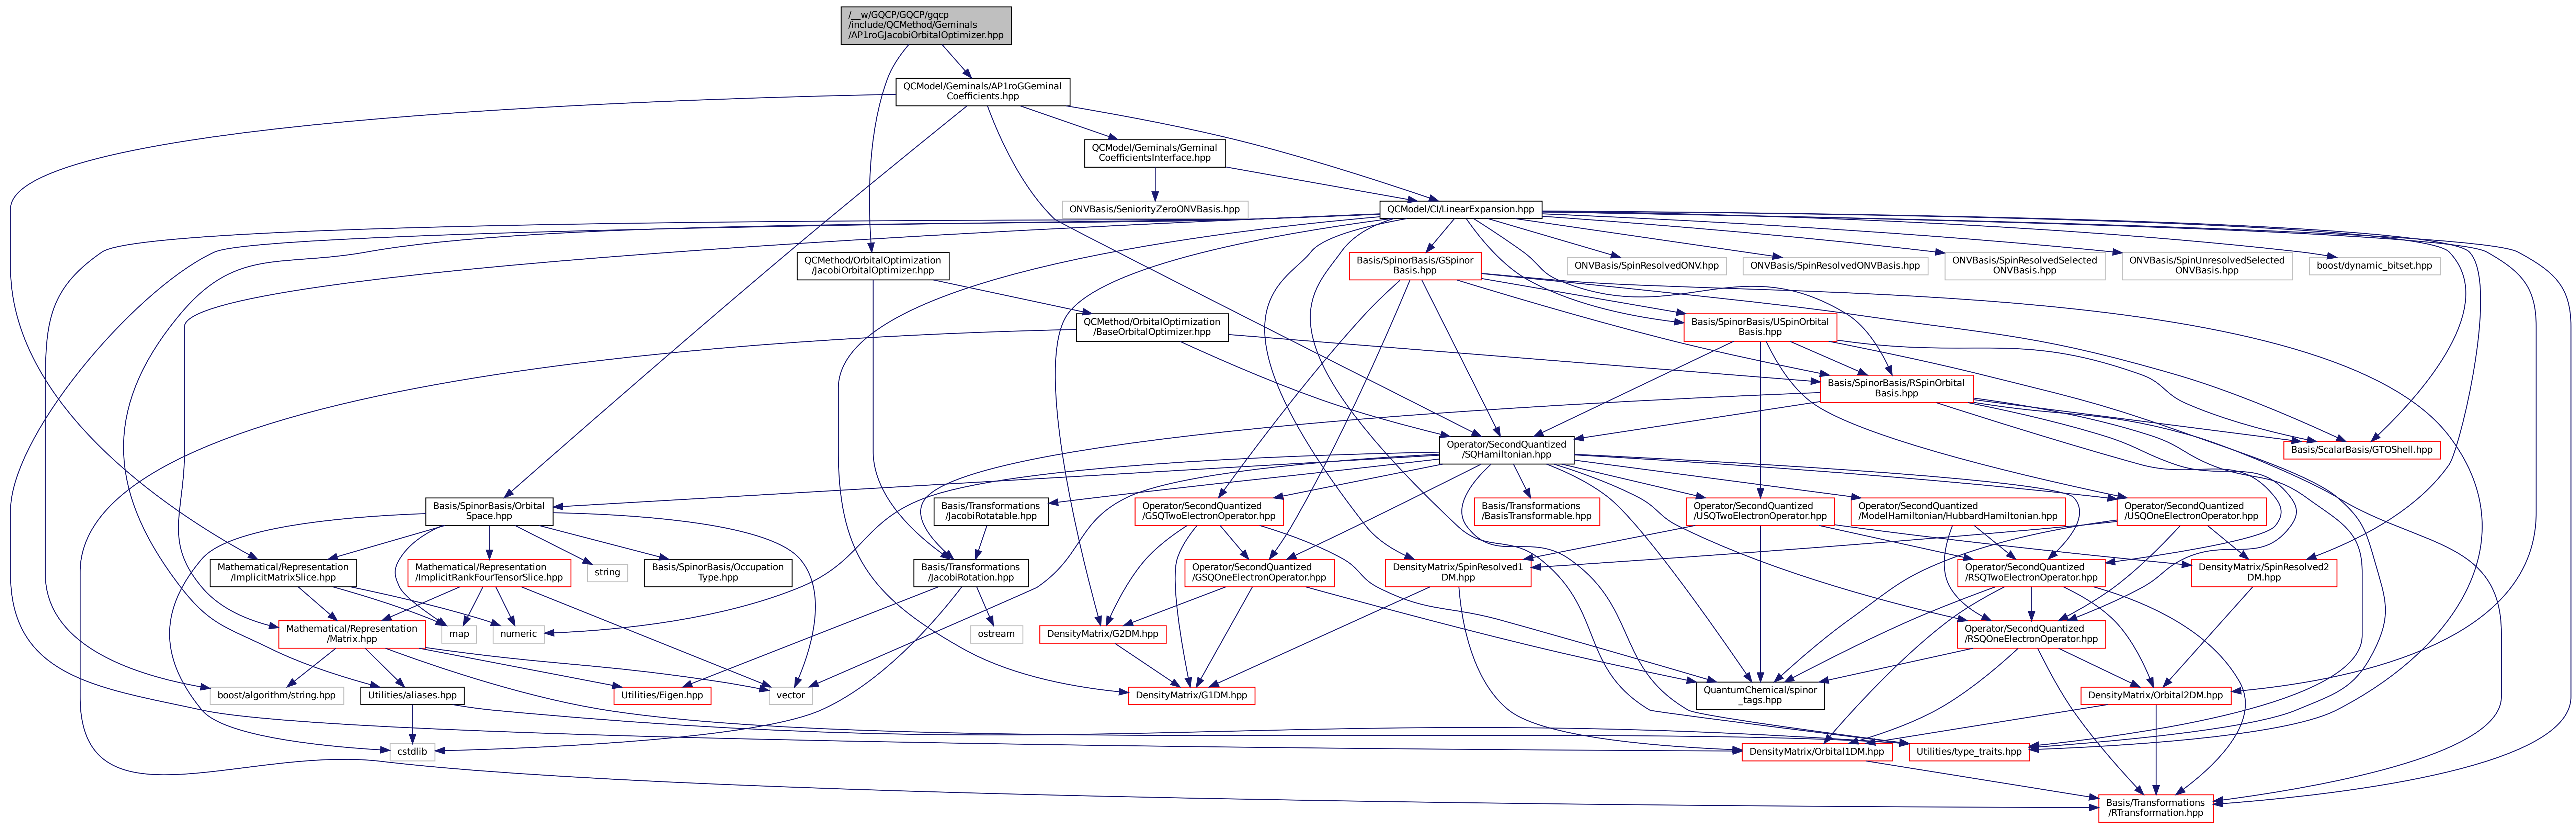 /__w/GQCP/GQCP/gqcp
/include/QCMethod/Geminals
/AP1roGJacobiOrbitalOptimizer.hpp
QCModel/Geminals/AP1roGGeminal
Coefficients.hpp
QCModel/Geminals/Geminal
CoefficientsInterface.hpp
ONVBasis/SeniorityZeroONVBasis.hpp
QCModel/CI/LinearExpansion.hpp
QCMethod/OrbitalOptimization
/JacobiOrbitalOptimizer.hpp
Basis/SpinorBasis/GSpinor
Basis.hpp
ONVBasis/SpinResolvedONV.hpp
ONVBasis/SpinResolvedONVBasis.hpp
ONVBasis/SpinResolvedSelected
ONVBasis.hpp
ONVBasis/SpinUnresolvedSelected
ONVBasis.hpp
boost/dynamic_bitset.hpp
QCMethod/OrbitalOptimization
/BaseOrbitalOptimizer.hpp
Basis/SpinorBasis/USpinOrbital
Basis.hpp
Basis/SpinorBasis/RSpinOrbital
Basis.hpp
Operator/SecondQuantized
/SQHamiltonian.hpp
Basis/ScalarBasis/GTOShell.hpp
Basis/SpinorBasis/Orbital
Space.hpp
Basis/Transformations
/JacobiRotatable.hpp
Operator/SecondQuantized
/GSQTwoElectronOperator.hpp
Basis/Transformations
/BasisTransformable.hpp
Operator/SecondQuantized
/USQTwoElectronOperator.hpp
Operator/SecondQuantized
/ModelHamiltonian/HubbardHamiltonian.hpp
Operator/SecondQuantized
/USQOneElectronOperator.hpp
Mathematical/Representation
/ImplicitMatrixSlice.hpp
Mathematical/Representation
/ImplicitRankFourTensorSlice.hpp
string
Basis/SpinorBasis/Occupation
Type.hpp
Basis/Transformations
/JacobiRotation.hpp
Operator/SecondQuantized
/GSQOneElectronOperator.hpp
DensityMatrix/SpinResolved1
DM.hpp
Operator/SecondQuantized
/RSQTwoElectronOperator.hpp
DensityMatrix/SpinResolved2
DM.hpp
Mathematical/Representation
/Matrix.hpp
map
numeric
ostream
DensityMatrix/G2DM.hpp
Operator/SecondQuantized
/RSQOneElectronOperator.hpp
boost/algorithm/string.hpp
Utilities/aliases.hpp
Utilities/Eigen.hpp
vector
DensityMatrix/G1DM.hpp
QuantumChemical/spinor
_tags.hpp
DensityMatrix/Orbital2DM.hpp
cstdlib
DensityMatrix/Orbital1DM.hpp
Utilities/type_traits.hpp
Basis/Transformations
/RTransformation.hpp